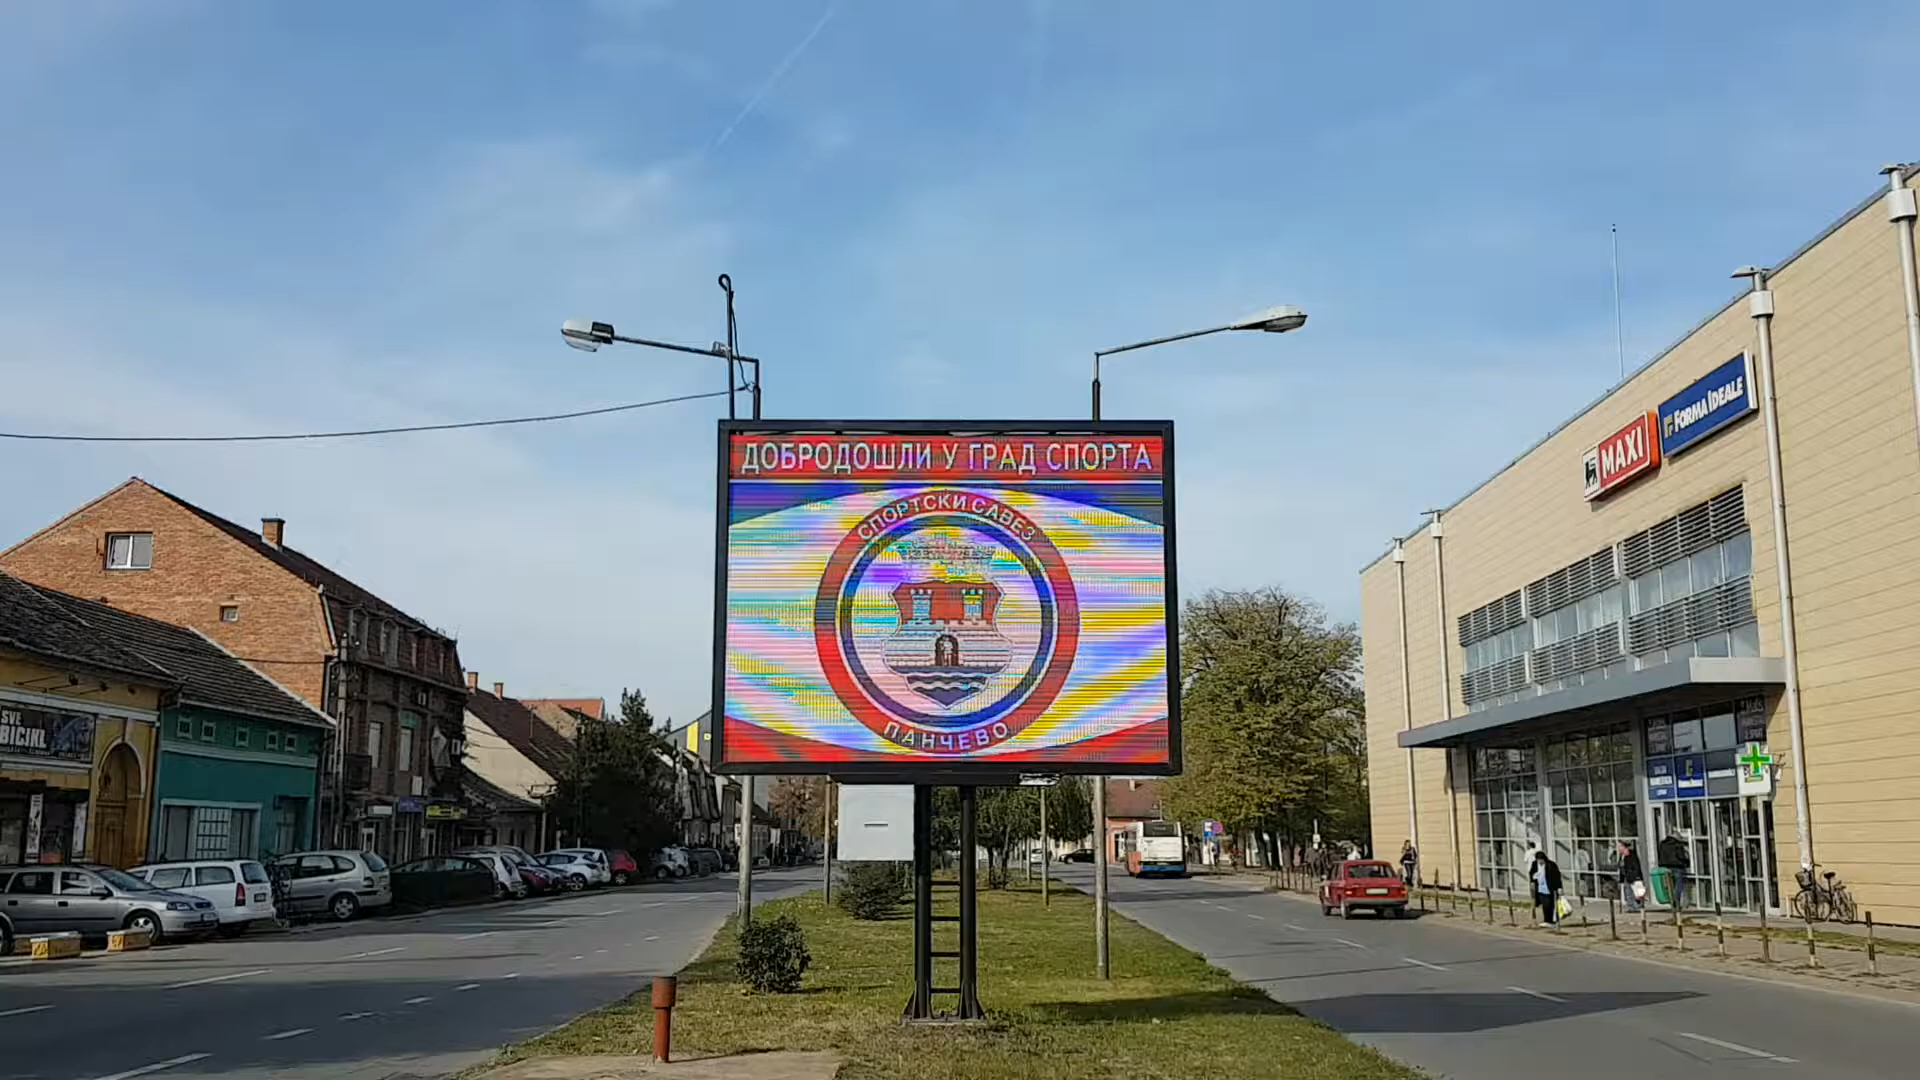 ДОБРОДОШЛИ У ГРАД СПОРТА
СПОРТСКИ САВЕЗ
ПАНЧЕВО
MAXI
FORMA IDEALE
SVE
BICIKL